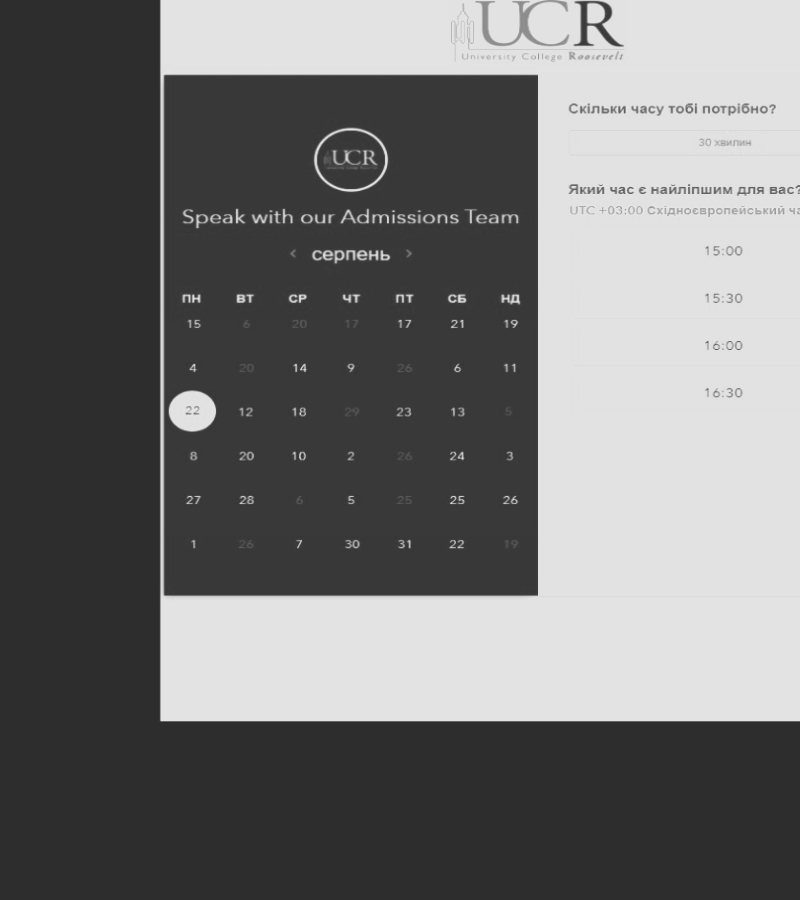 UCR
University College Roosevelt
UCR
Speak with our Admissions Team
< серпень >
ПН ВТ СР ЧТ ПТ СБ НД
15 6 20 17 17 21 19
4 20 14 9 26 6 11
22 12 18 29 23 13 5
8 20 10 2 26 24 3
27 28 6 5 25 25 26
1 26 7 30 31 22 19
Скільки часу тобі потрібно?
30 хвилин
Який час є найліпшим для вас?
UTC +03:00 Східноєвропейський ча
15:00
15:30
16:00
16:30